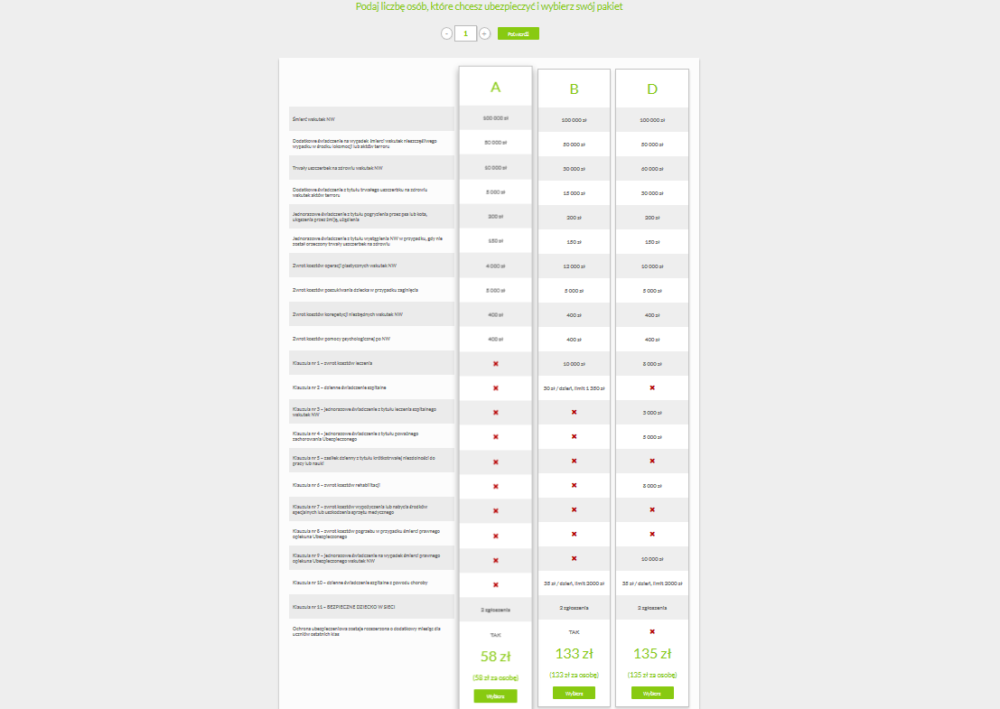 Podaj liczbę osób, które chcesz ubezpieczyć i wybierz swój pakiet
- 1 + Potwierdź
A B D
Śmierć wskutek NW 100 000 zł 100 000 zł 100 000 zł
Dodatkowe świadczenie na wypadek śmierci wskutek nieszczęśliwego
wypadku w środku lokomocji lub aktów terroru 50 000 zł 50 000 zł 50 000 zł
Trwały uszczerbek na zdrowiu wskutek NW 10 000 zł 30 000 zł 60 000 zł
Dodatkowe świadczenie z tytułu trwałego uszczerbku na zdrowiu
wskutek aktów terroru 5 000 zł 15 000 zł 30 000 zł
Jednorazowe świadczenie z tytułu pogryzienia przez psa lub kota,
ukąszenia przez żmiję, użądlenia 200 zł 200 zł 200 zł
Jednorazowe świadczenie z tytułu wystąpienia NW w przypadku, gdy nie
został orzeczony trwały uszczerbek na zdrowiu 150 zł 150 zł 150 zł
Zwrot kosztów operacji plastycznych wskutek NW 4 000 zł 12 000 zł 10 000 zł
Zwrot kosztów poszukiwania dziecka w przypadku zaginięcia 5 000 zł 5 000 zł 5 000 zł
Zwrot kosztów korepetycji niezbędnych wskutek NW 400 zł 400 zł 400 zł
Zwrot kosztów pomocy psychologicznej po NW 400 zł 400 zł 400 zł
Klauzula nr 1 – zwrot kosztów leczenia 10 000 zł 8 000 zł
Klauzula nr 2 – dzienne świadczenie szpitalne 30 zł / dzień, limit 1 350 zł
Klauzula nr 3 – jednorazowe świadczenie z tytułu leczenia szpitalnego
wskutek NW 3 000 zł
Klauzula nr 4 – jednorazowe świadczenie z tytułu poważnego
zachorowania Ubezpieczonego 5 000 zł
Klauzula nr 5 – zasiłek dzienny z tytułu krótkotrwałej niezdolności do
pracy lub nauki
Klauzula nr 6 – zwrot kosztów rehabilitacji 8 000 zł
Klauzula nr 7 – zwrot kosztów wypożyczenia lub nabycia środków
specjalnych lub uszkodzenia sprzętu medycznego
Klauzula nr 8 – zwrot kosztów pogrzebu w przypadku śmierci prawnego
opiekuna Ubezpieczonego
Klauzula nr 9 – jednorazowe świadczenie na wypadek śmierci prawnego
opiekuna Ubezpieczonego wskutek NW 10 000 zł
Klauzula nr 10 – dzienne świadczenie szpitalne z powodu choroby 35 zł / dzień, limit 2000 zł 35 zł / dzień, limit 2000 zł
Klauzula nr 11 – BEZPIECZNE DZIECKO W SIECI 2 zgłoszenia 2 zgłoszenia 2 zgłoszenia
Ochrona ubezpieczeniowa zostaje rozszerzona o dodatkowy miesiąc dla
uczniów ostatnich klas TAK TAK
58 zł 133 zł 135 zł
(58 zł za osobę) (133 zł za osobę) (135 zł za osobę)
Wybierz Wybierz Wybierz